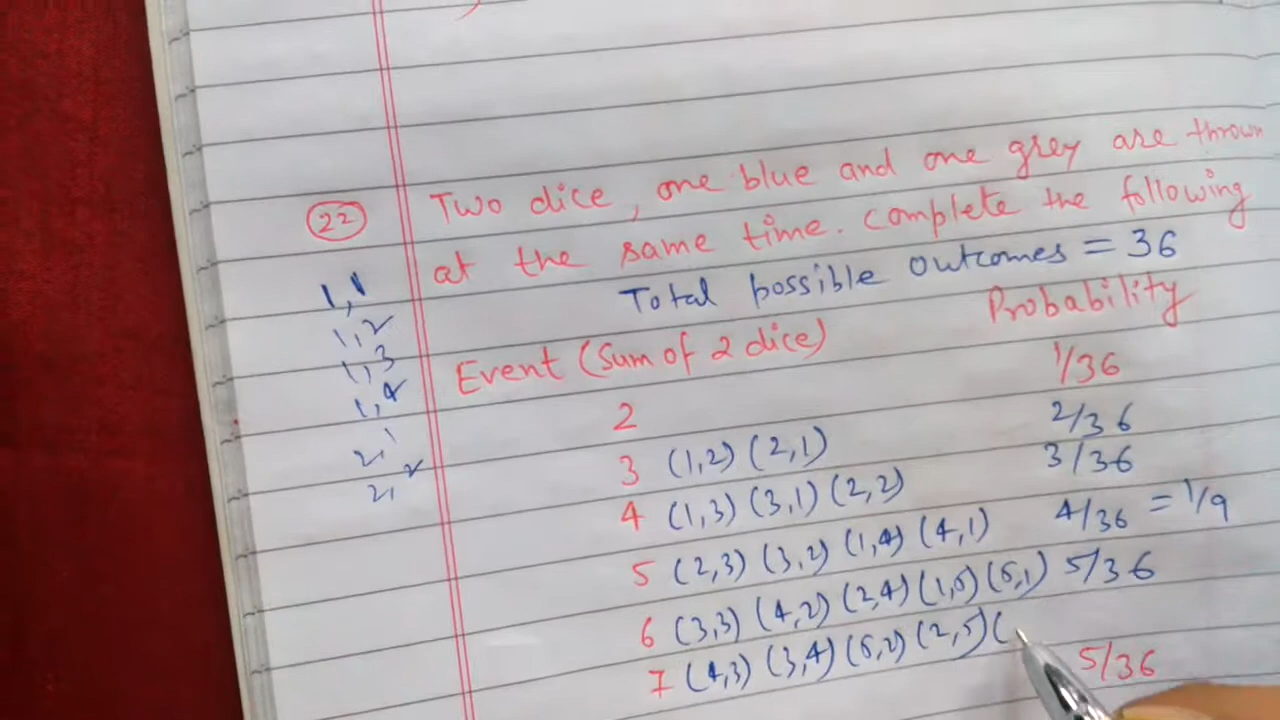 22 Two dice, one blue and one grey are thrown
at the same time. complete the following
Total possible outcomes = 36
Event (Sum of 2 dice) Probability
2 1/36
3 (1,2) (2,1) 2/36
4 (1,3) (3,1) (2,2) 3/36
5 (2,3) (3,2) (1,4) (4,1) 4/36 = 1/9
6 (3,3) (4,2) (2,4) (1,5) (5,1) 5/36
7 (4,3) (3,4) (5,2) (2,5) ( 5/36
1,1
1,2
1,3
1,4
2,1
2,2